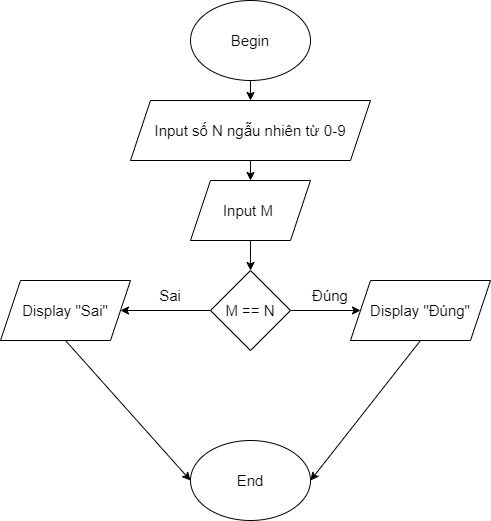 Begin
Input số N ngẫu nhiên từ 0-9
Input M
Sai
Đúng
Display "Sai"
M == N
Display "Đúng"
End